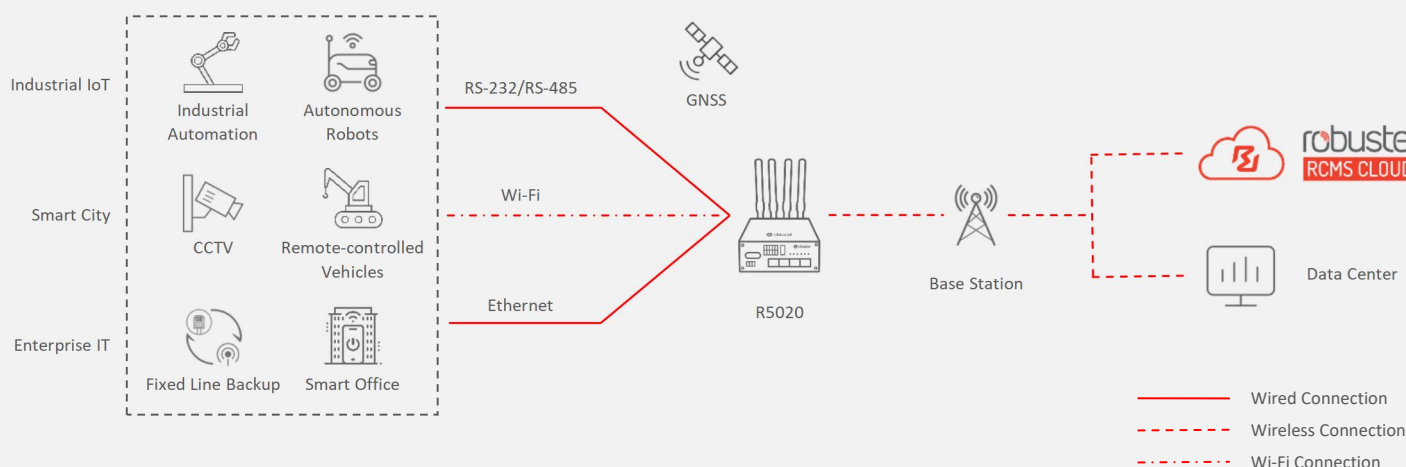 Industrial IoT
Industrial
Automation
Autonomous
Robots
RS-232/RS-485
GNSS
RCMS CLOUD
Smart City
CCTV
Remote-controlled
Vehicles
Wi-Fi
R5020
Base Station
Data Center
Enterprise IT
Fixed Line Backup
Smart Office
Ethernet
Wired Connection
Wireless Connection
Wi-Fi Connection